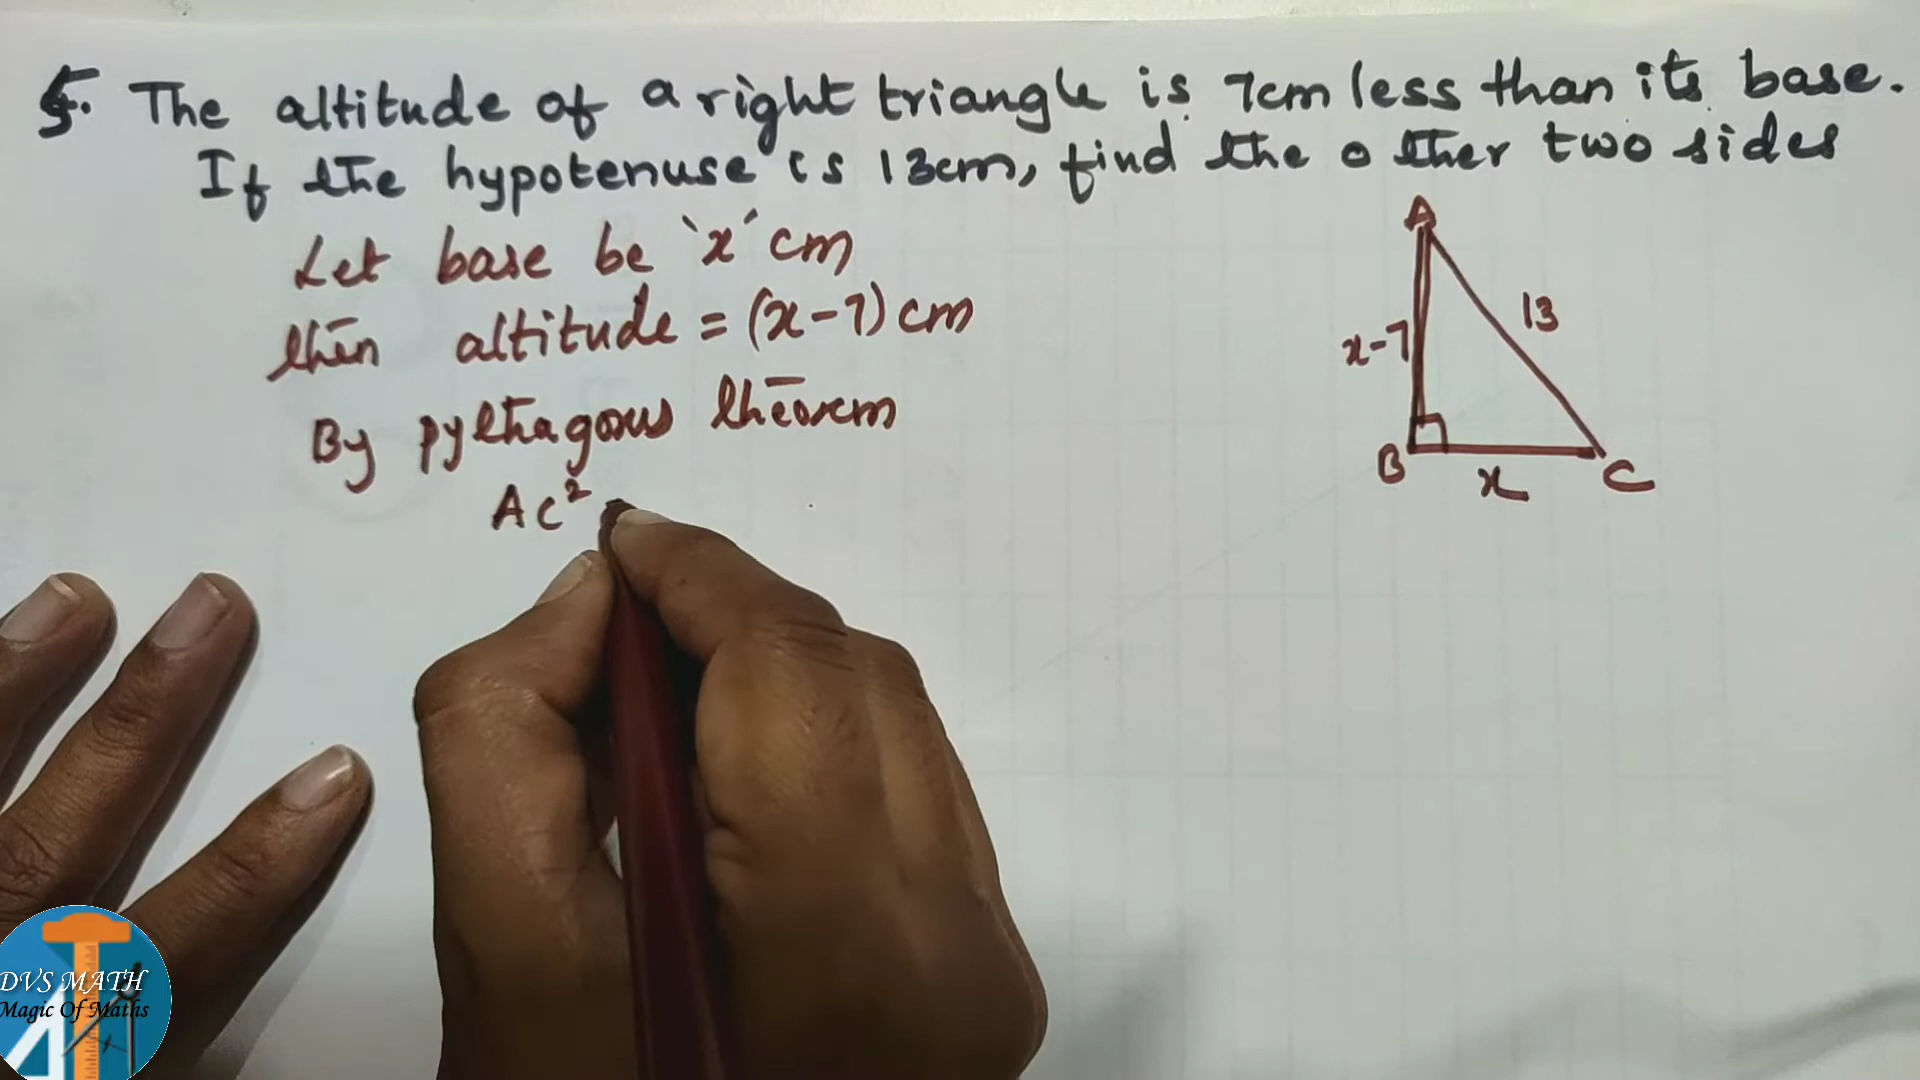 5. The altitude of a right triangle is 7cm less than its base.
If the hypotenuse is 13cm, find the other two sides
Let base be 'x' cm
then altitude = (x-7) cm
By pythagorus theorem
AC²
A
x-7
13
B
x
C
DVS MATH
Magic Of Maths